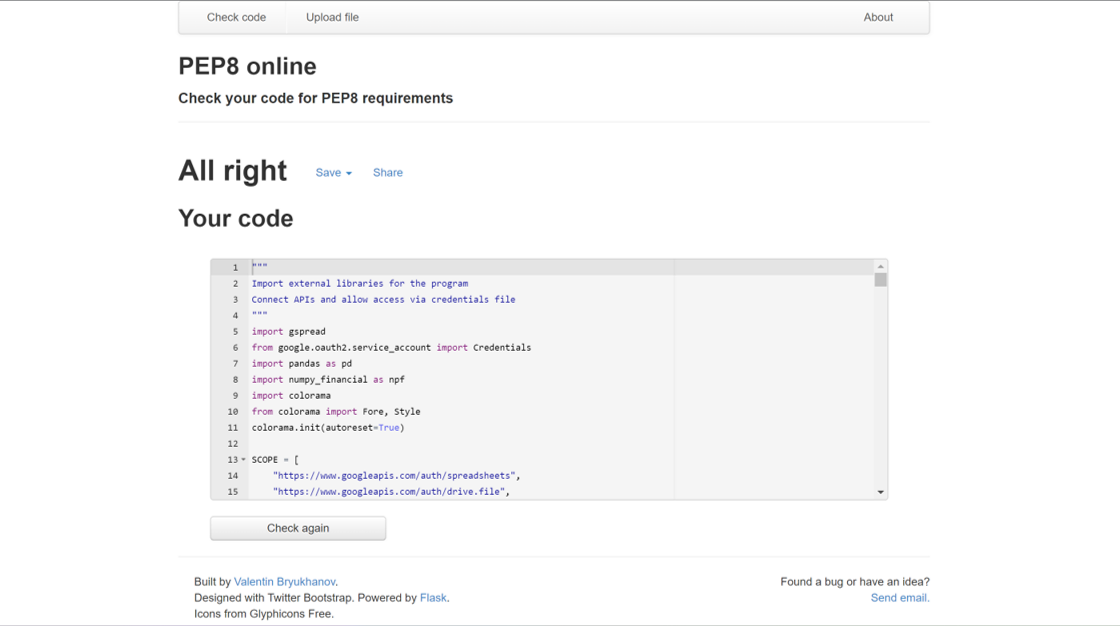 Check code Upload file About
PEP8 online
Check your code for PEP8 requirements
All right Save Share
Your code
1 """
2 Import external libraries for the program
3 Connect APIs and allow access via credentials file
4 """
5 import gspread
6 from google.oauth2.service_account import Credentials
7 import pandas as pd
8 import numpy_financial as npf
9 import colorama
10 from colorama import Fore, Style
11 colorama.init(autoreset=True)
12
13 SCOPE = [
14 "https://www.googleapis.com/auth/spreadsheets",
15 "https://www.googleapis.com/auth/drive.file",
Check again
Built by Valentin Bryukhanov. Found a bug or have an idea?
Designed with Twitter Bootstrap. Powered by Flask. Send email.
Icons from Glyphicons Free.